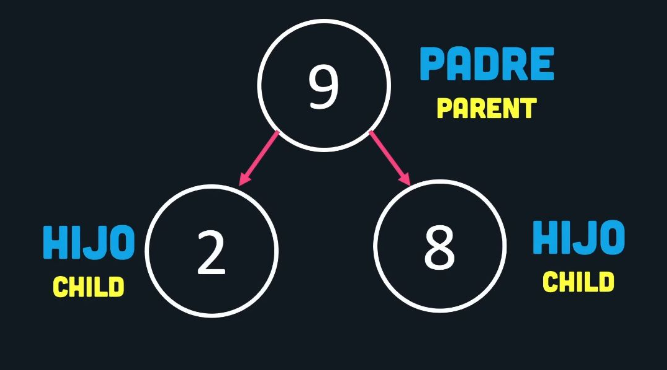 9
PADRE
PARENT
HIJO
CHILD
2
8
HIJO
CHILD